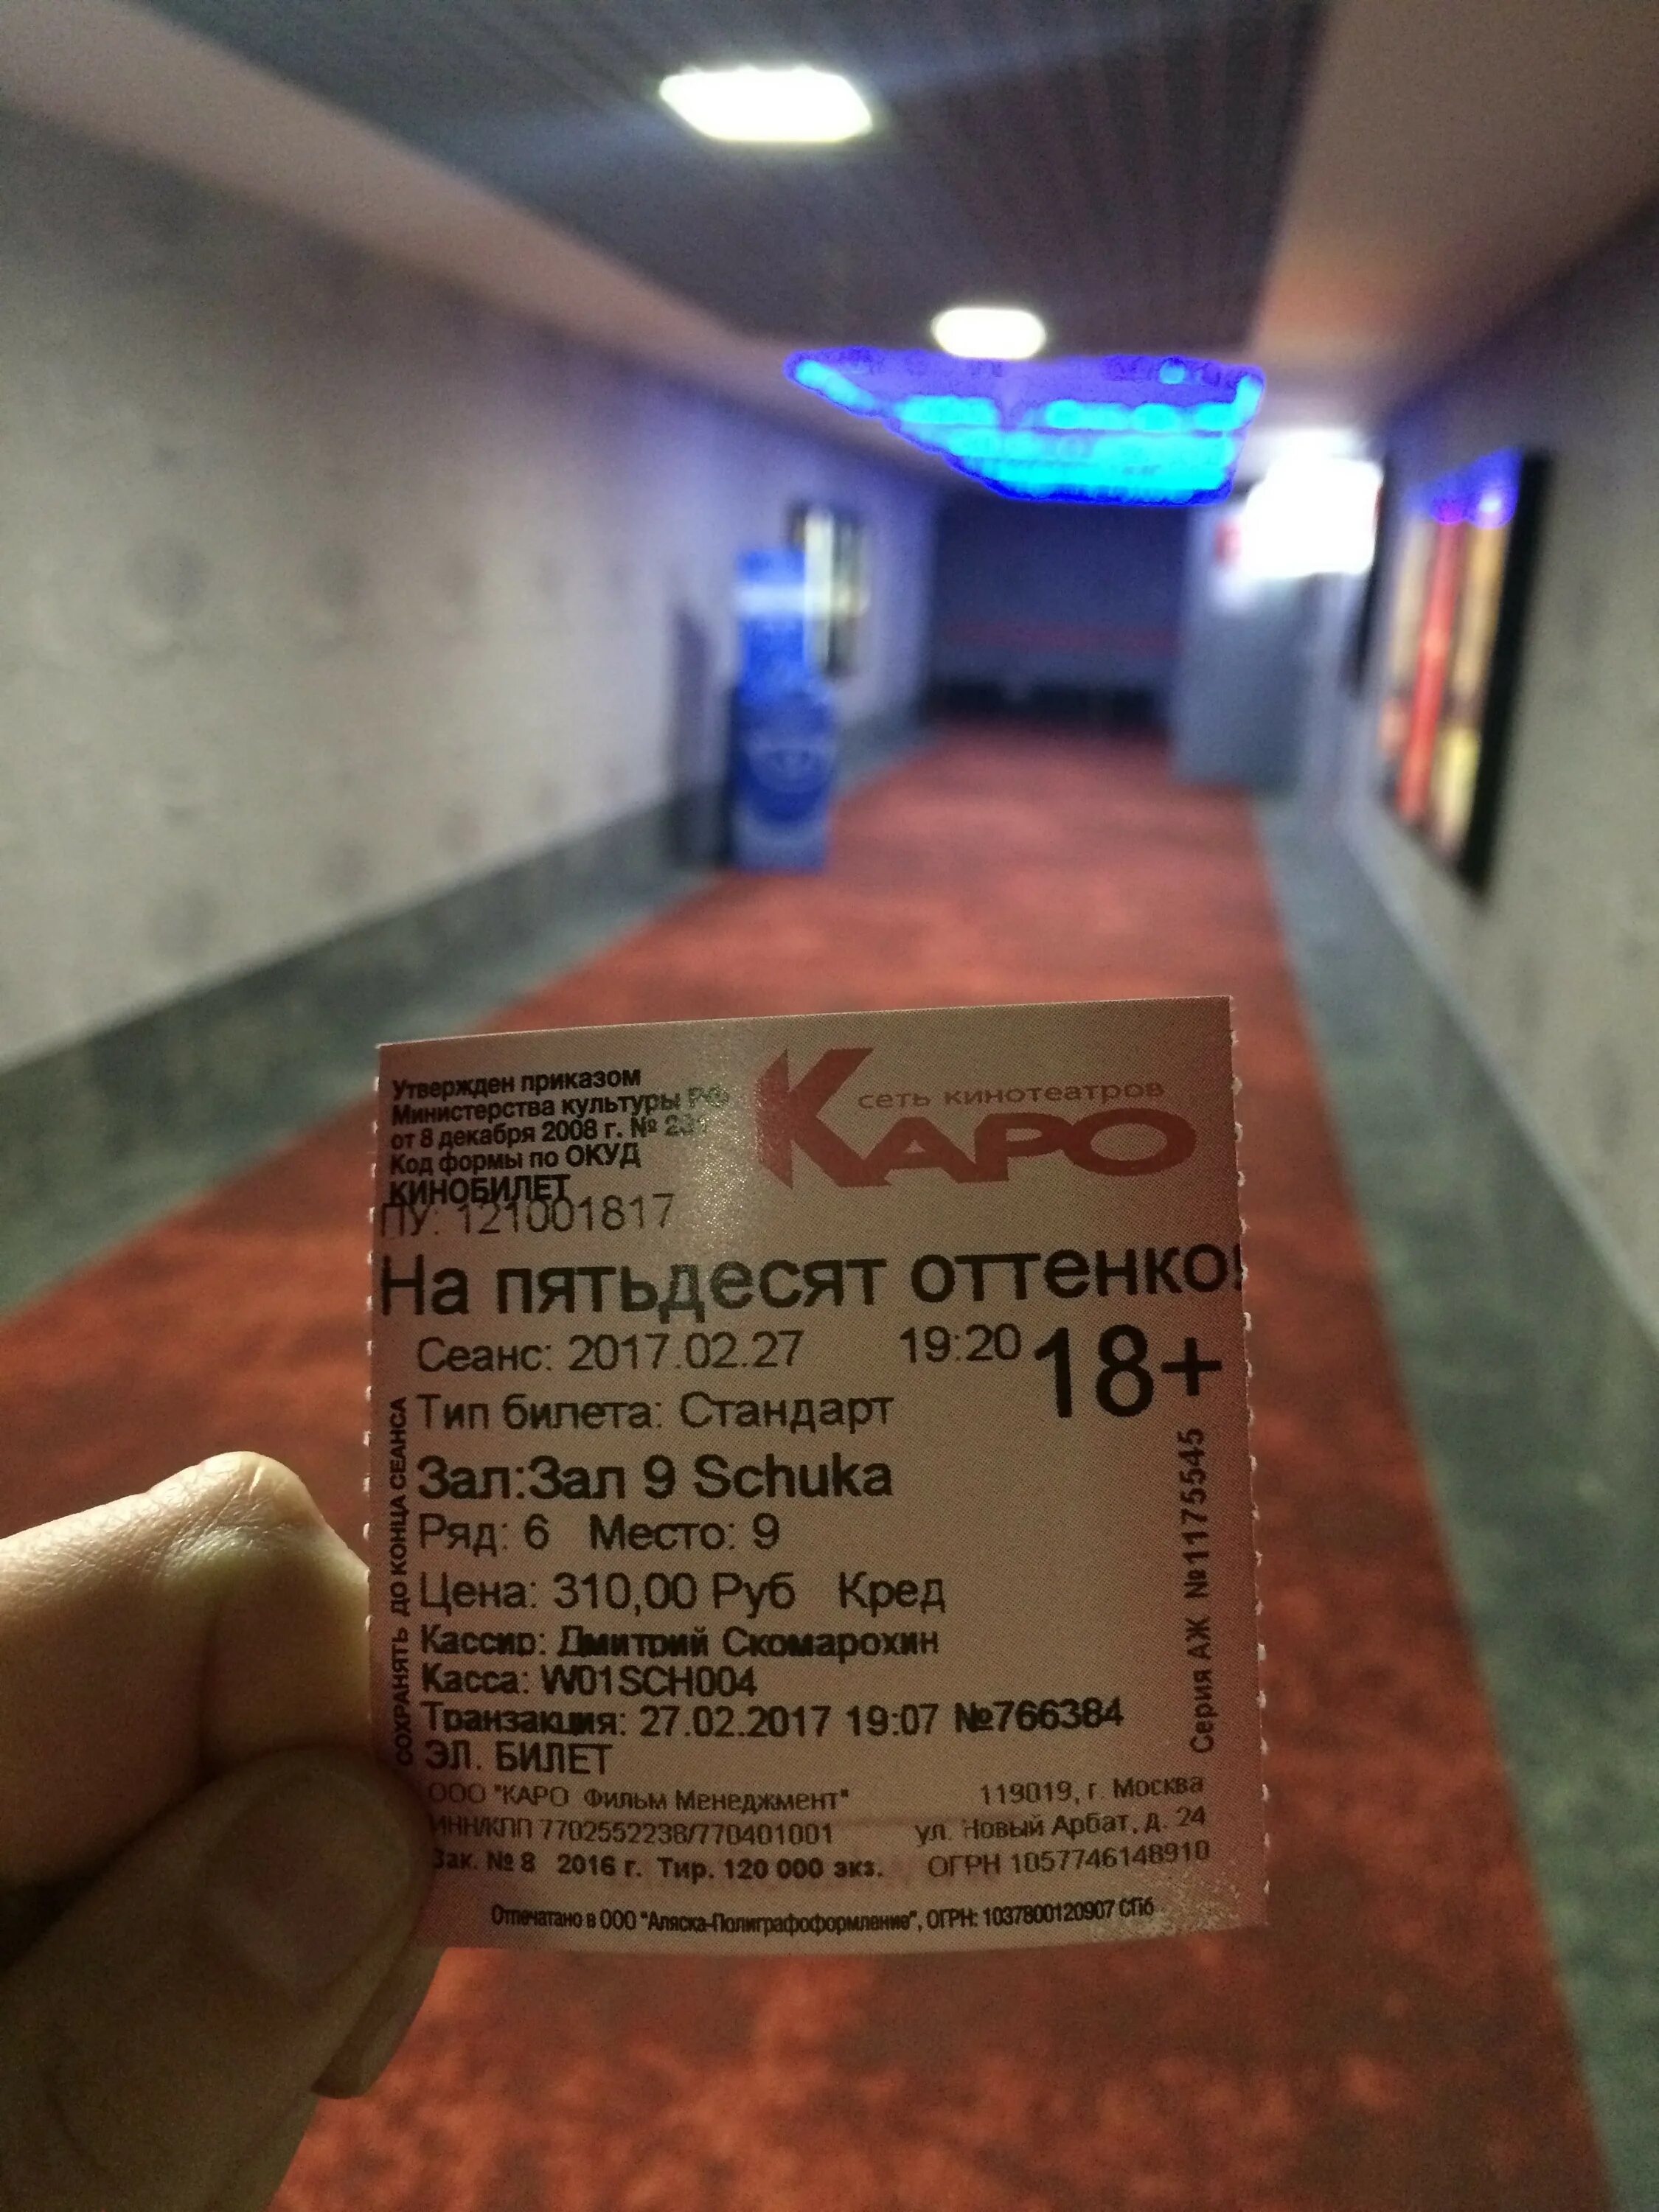 Утвержден приказом
Министерства культуры РФ
от 8 декабря 2008 г. № 231
Код формы по ОКУД
КИНОБИЛЕТ
сеть кинотеатров
КАРО
ПУ: 121001817
На пятьдесят оттенко
Сеанс: 2017.02.27 19:20 18+
Тип билета: Стандарт
Зал:Зал 9 Schuka
Ряд: 6 Место: 9
Цена: 310,00 Руб Кред
Кассир: Дмитрий Скомарохин
Касса: W01SCH004
Транзакция: 27.02.2017 19:07 №766384
ЭЛ. БИЛЕТ
СОХРАНЯТЬ ДО КОНЦА СЕАНСА
Серия АЖ №1175545
ООО "КАРО Фильм Менеджмент" 119019, г. Москва
ИНН/КПП 7702552238/770401001 ул. Новый Арбат, д. 24
Зак. № 8 2016 г. Тир. 120 000 экз. ОГРН 1057746148910
Отпечатано в ООО "Аляска-Полиграфоформление", ОГРН: 1037800120907 СПб